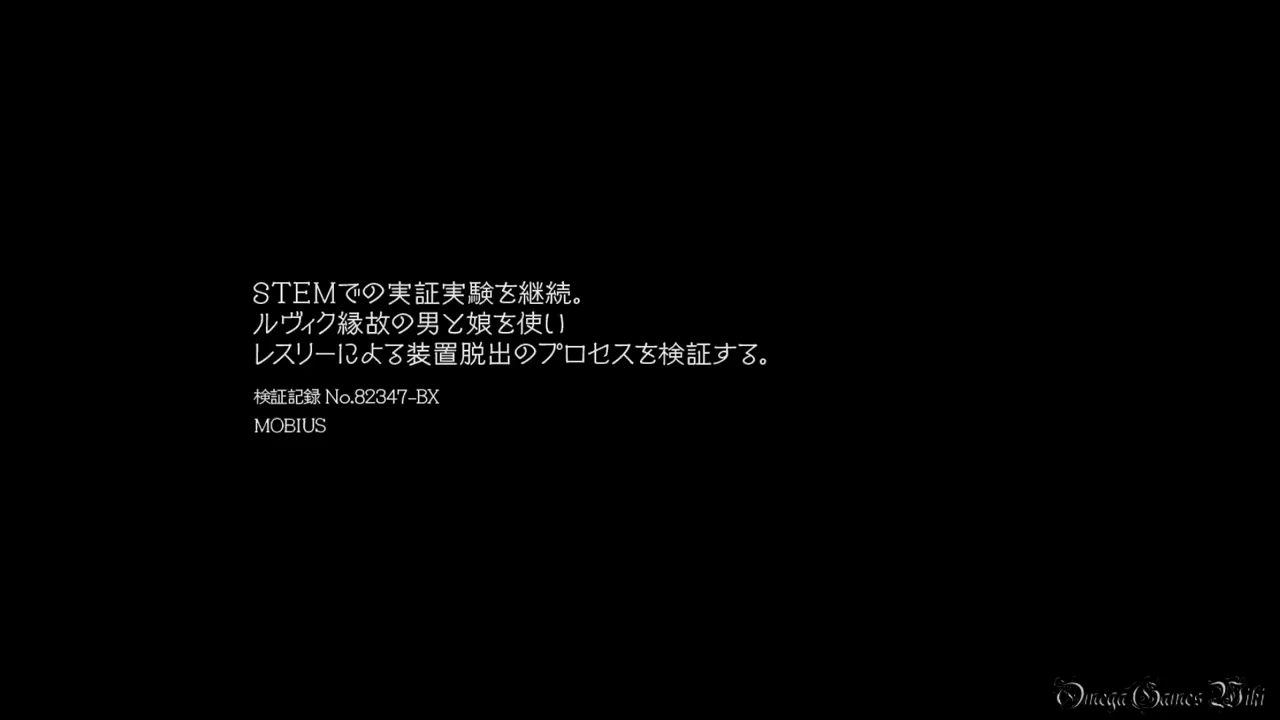 STEMでの実証実験を継続。
ルヴィク縁故の男と娘を使い
レスリーによる装置脱出のプロセスを検証する。
検証記録 No.82347-BX
MOBIUS
Omega Games Wiki